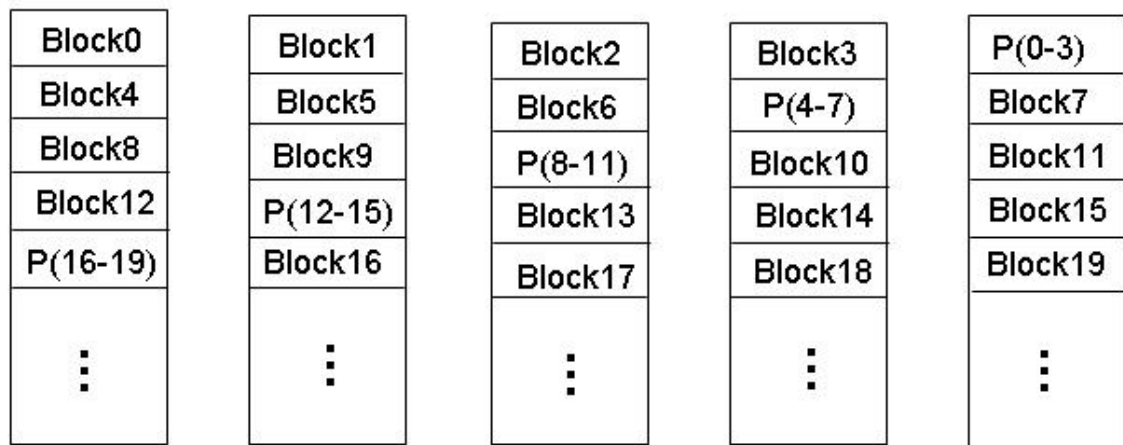 Block0 Block1 Block2 Block3 P(0-3)
Block4 Block5 Block6 P(4-7) Block7
Block8 Block9 P(8-11) Block10 Block11
Block12 P(12-15) Block13 Block14 Block15
P(16-19) Block16 Block17 Block18 Block19